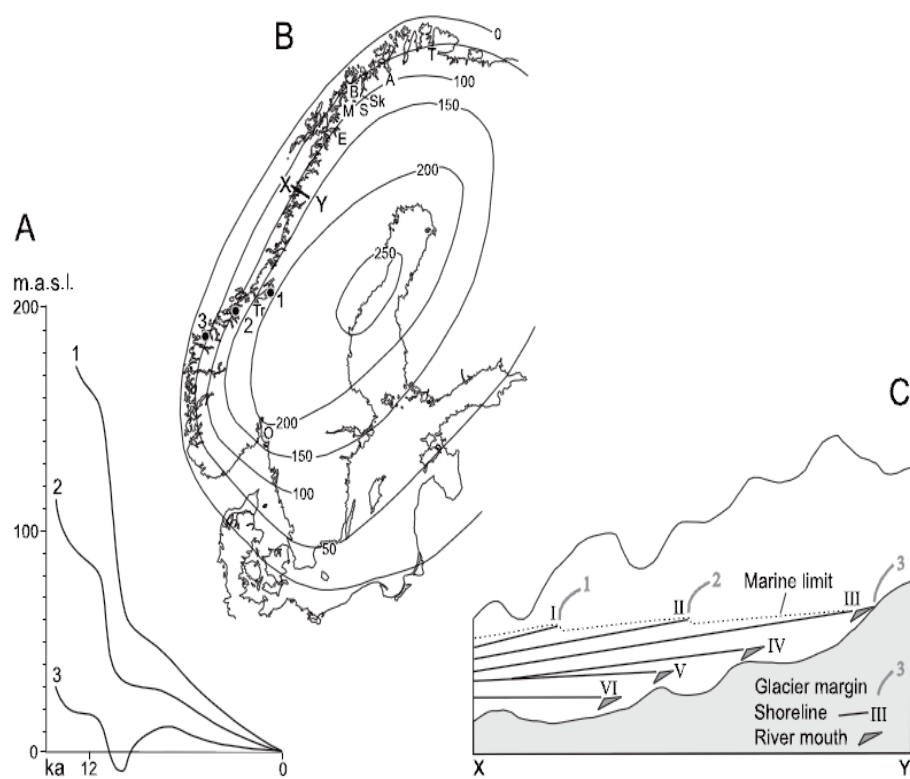 A
m.a.s.l.
200
100
0
1
2
3
ka
12
0
B
0
T
100
A
150
B
Sk
M
S
E
200
X
Y
250
1
Tr
2
3
200
O
150
100
50
C
1
2
3
Marine limit
I
II
III
IV
V
VI
Glacier margin 3
Shoreline III
River mouth
X
Y